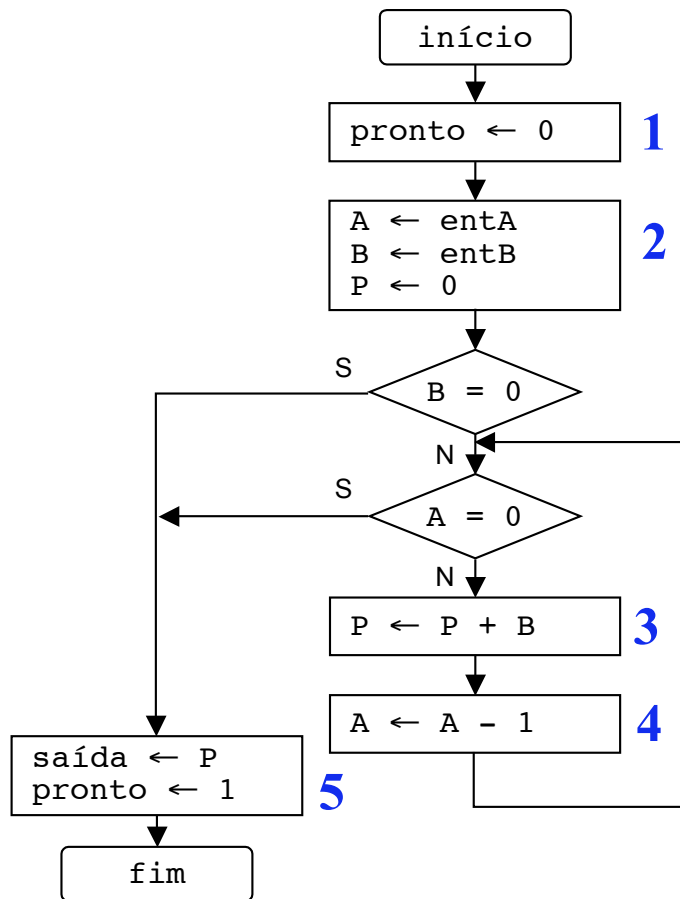 início
pronto ← 0
1
A ← entA
B ← entB
P ← 0
2
S
B = 0
N
S
A = 0
N
P ← P + B
3
A ← A - 1
4
saída ← P
pronto ← 1
5
fim